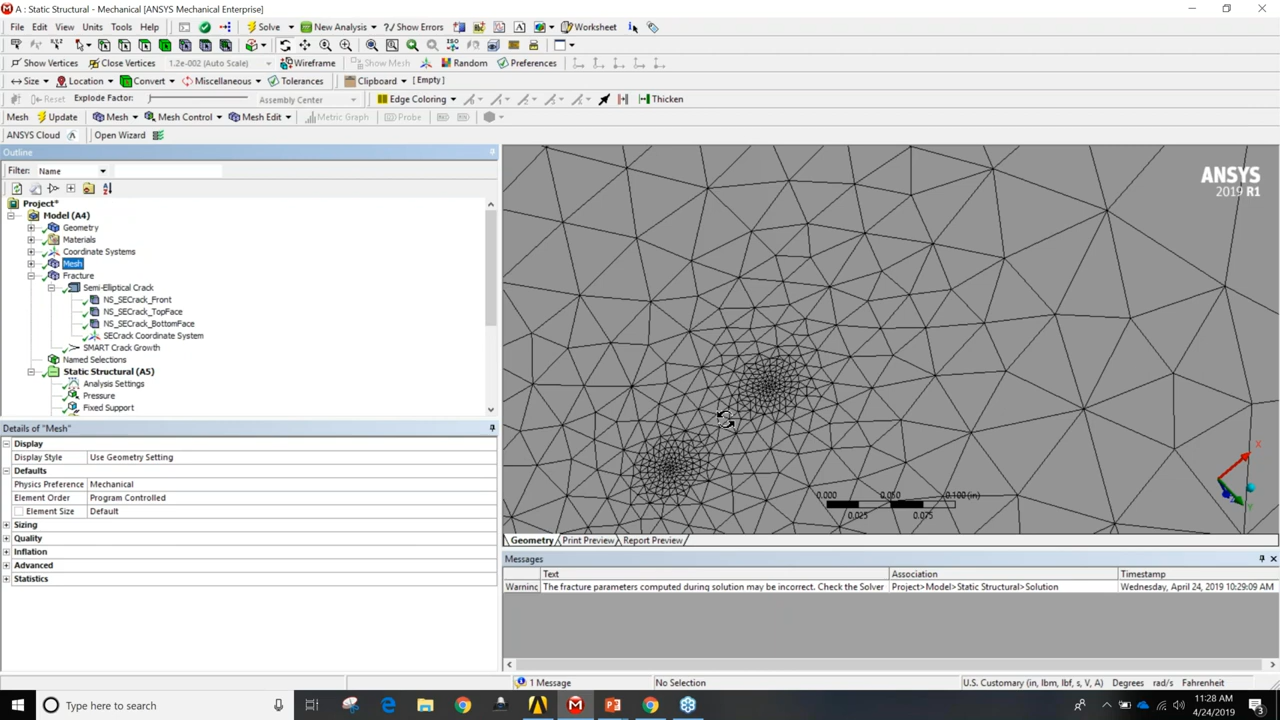 A : Static Structural - Mechanical [ANSYS Mechanical Enterprise]
File Edit View Units Tools Help Solve New Analysis ?/ Show Errors Worksheet
Show Vertices Close Vertices 1.2e-002 (Auto Scale) Wireframe Show Mesh Random Preferences
Size Location Convert Miscellaneous Tolerances Clipboard [Empty]
Reset Explode Factor: Assembly Center Edge Coloring Thicken
Mesh Update Mesh Mesh Control Mesh Edit Metric Graph Probe
ANSYS Cloud Open Wizard
Outline
Filter: Name
Project*
Model (A4)
Geometry
Materials
Coordinate Systems
Mesh
Fracture
Semi-Elliptical Crack
NS_SECrack_Front
NS_SECrack_TopFace
NS_SECrack_BottomFace
SECrack Coordinate System
SMART Crack Growth
Named Selections
Static Structural (A5)
Analysis Settings
Pressure
Fixed Support
Details of "Mesh"
Display
Display Style Use Geometry Setting
Defaults
Physics Preference Mechanical
Element Order Program Controlled
Element Size Default
Sizing
Quality
Inflation
Advanced
Statistics
ANSYS
2019 R1
X
Y
0.000 0.050 0.100 (in)
0.025 0.075
Geometry Print Preview Report Preview
Messages
Text Association Timestamp
Warning The fracture parameters computed during solution may be incorrect. Check the Solver Project>Model>Static Structural>Solution Wednesday, April 24, 2019 10:29:09 AM
1 Message No Selection U.S. Customary (in, lbm, lbf, s, V, A) Degrees rad/s Fahrenheit
Type here to search
11:28 AM
4/24/2019
3